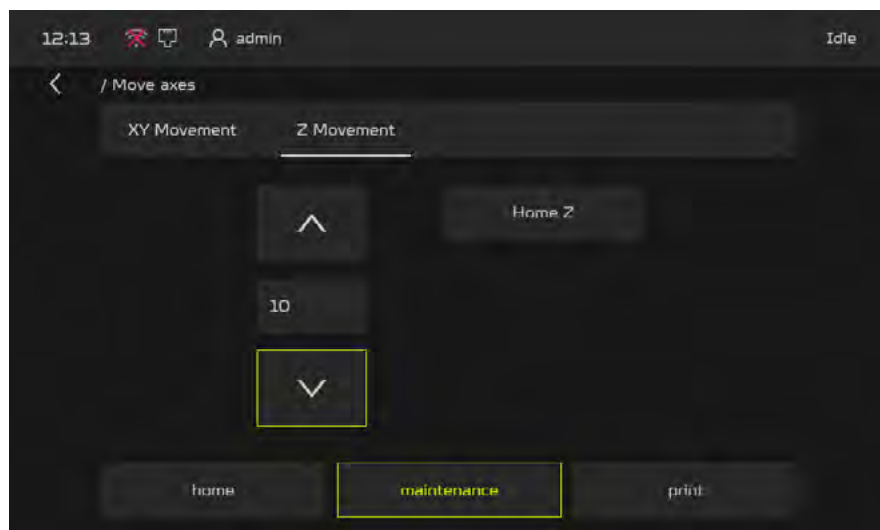 12:13 admin Idle
/ Move axes
XY Movement Z Movement
Home Z
10
home maintenance print